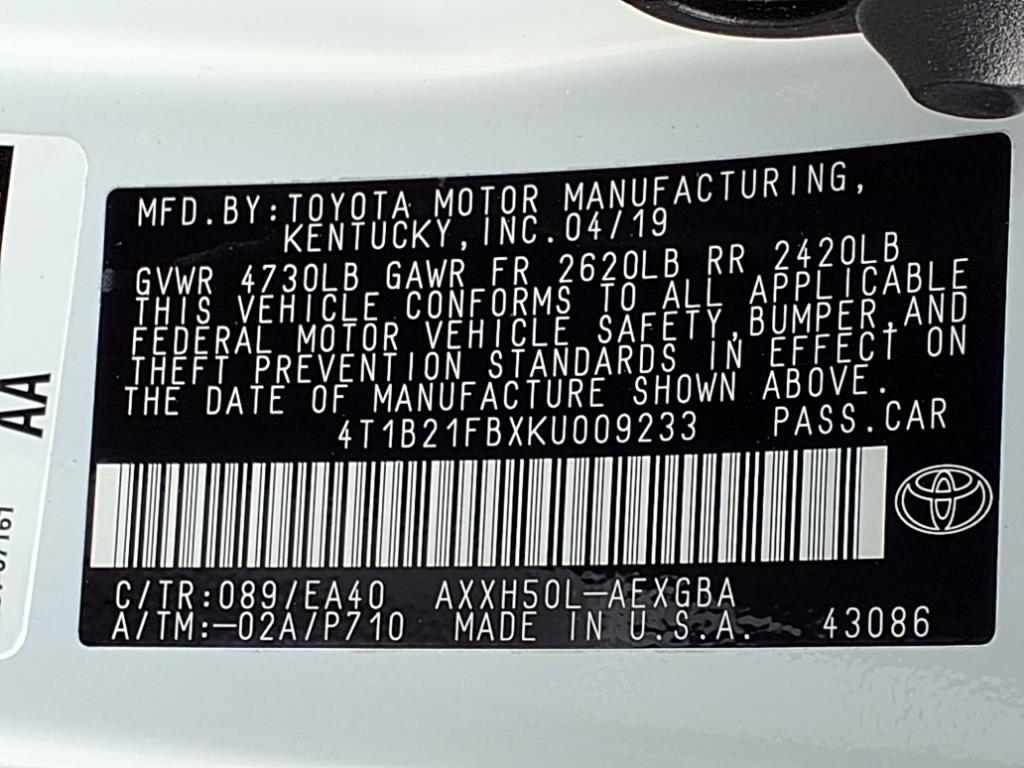 MFD.BY:TOYOTA MOTOR MANUFACTURING,
KENTUCKY,INC.04/19
GVWR 4730LB GAWR FR 2620LB RR 2420LB
THIS VEHICLE CONFORMS TO ALL APPLICABLE
FEDERAL MOTOR VEHICLE SAFETY,BUMPER,AND
THEFT PREVENTION STANDARDS IN EFFECT ON
THE DATE OF MANUFACTURE SHOWN ABOVE.
4T1B21FBXKU009233 PASS.CAR
C/TR:089/EA40 AXXH50L-AEXGBA
A/TM:-02A/P710 MADE IN U.S.A. 43086
AA